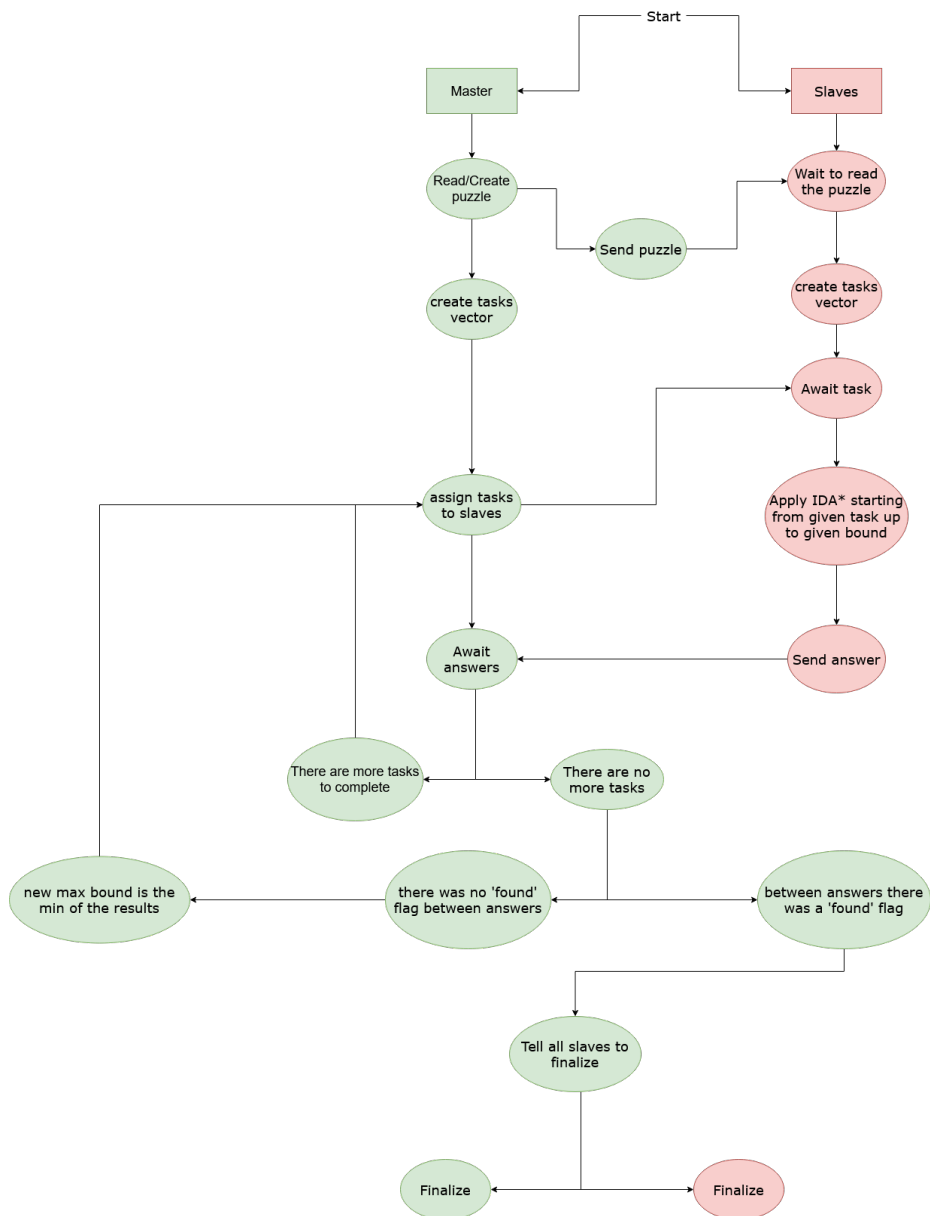 Start
Master
Slaves
Read/Create
puzzle
Wait to read
the puzzle
Send puzzle
create tasks
vector
create tasks
vector
Await task
assign tasks
to slaves
Apply IDA* starting
from given task up
to given bound
Await
answers
Send answer
There are more tasks
to complete
There are no
more tasks
new max bound is the
min of the results
there was no 'found'
flag between answers
between answers there
was a 'found' flag
Tell all slaves to
finalize
Finalize
Finalize